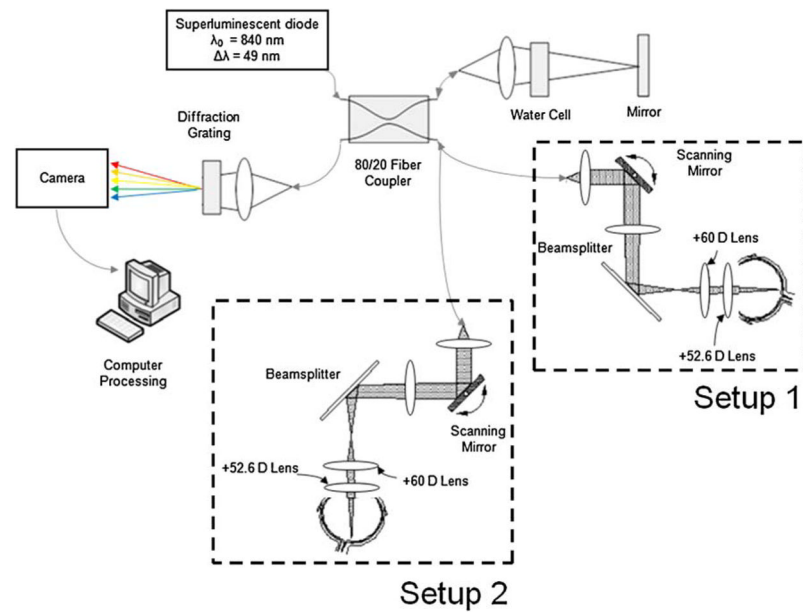 Superluminescent diode
λ₀ = 840 nm
Δλ = 49 nm
Water Cell
Mirror
Diffraction
Grating
80/20 Fiber
Coupler
Camera
Scanning
Mirror
Beamsplitter
+60 D Lens
+52.6 D Lens
Setup 1
Computer
Processing
Beamsplitter
Scanning
Mirror
+52.6 D Lens
+60 D Lens
Setup 2